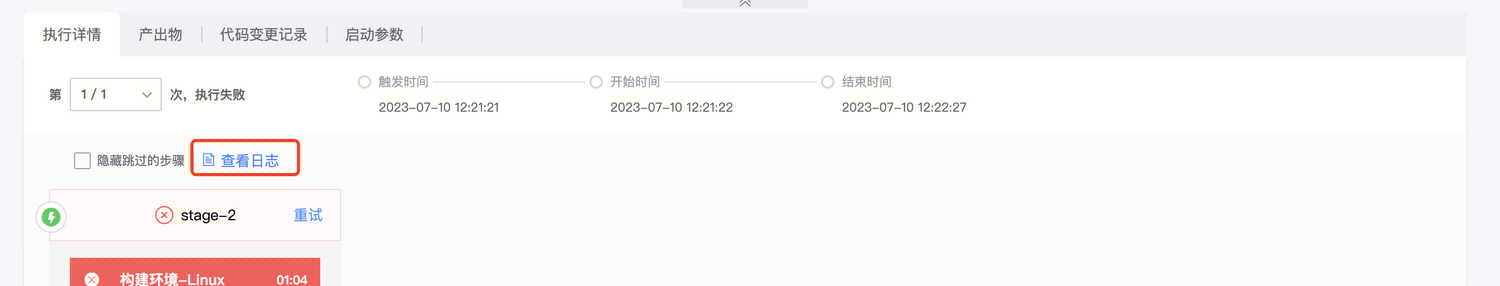 执行详情 产出物 代码变更记录 启动参数
第 1 / 1 次，执行失败 触发时间 开始时间 结束时间
2023-07-10 12:21:21 2023-07-10 12:21:22 2023-07-10 12:22:27
隐藏跳过的步骤 查看日志
stage-2 重试
构建环境-Linux 01:04